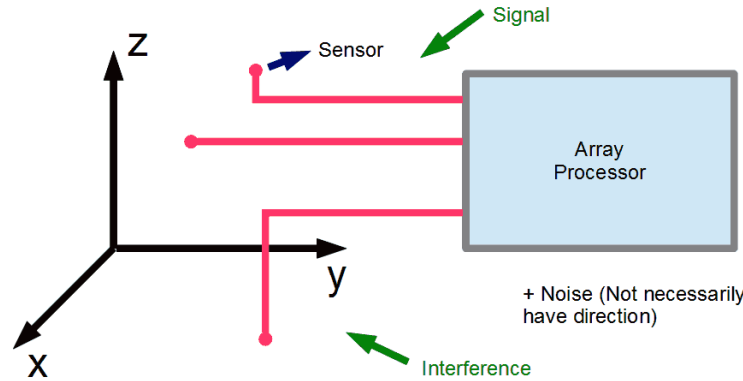 Signal
Sensor
z
Array
Processor
y
+ Noise (Not necessarily
have direction)
x
Interference